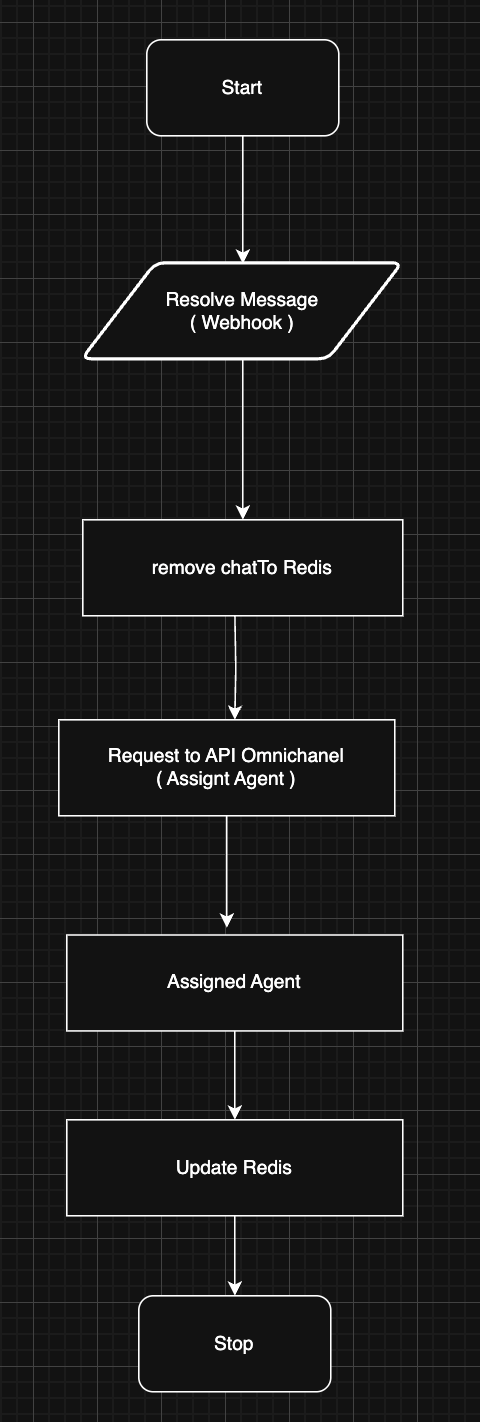 Start
Resolve Message
( Webhook )
remove chatTo Redis
Request to API Omnichanel
( Assignt Agent )
Assigned Agent
Update Redis
Stop